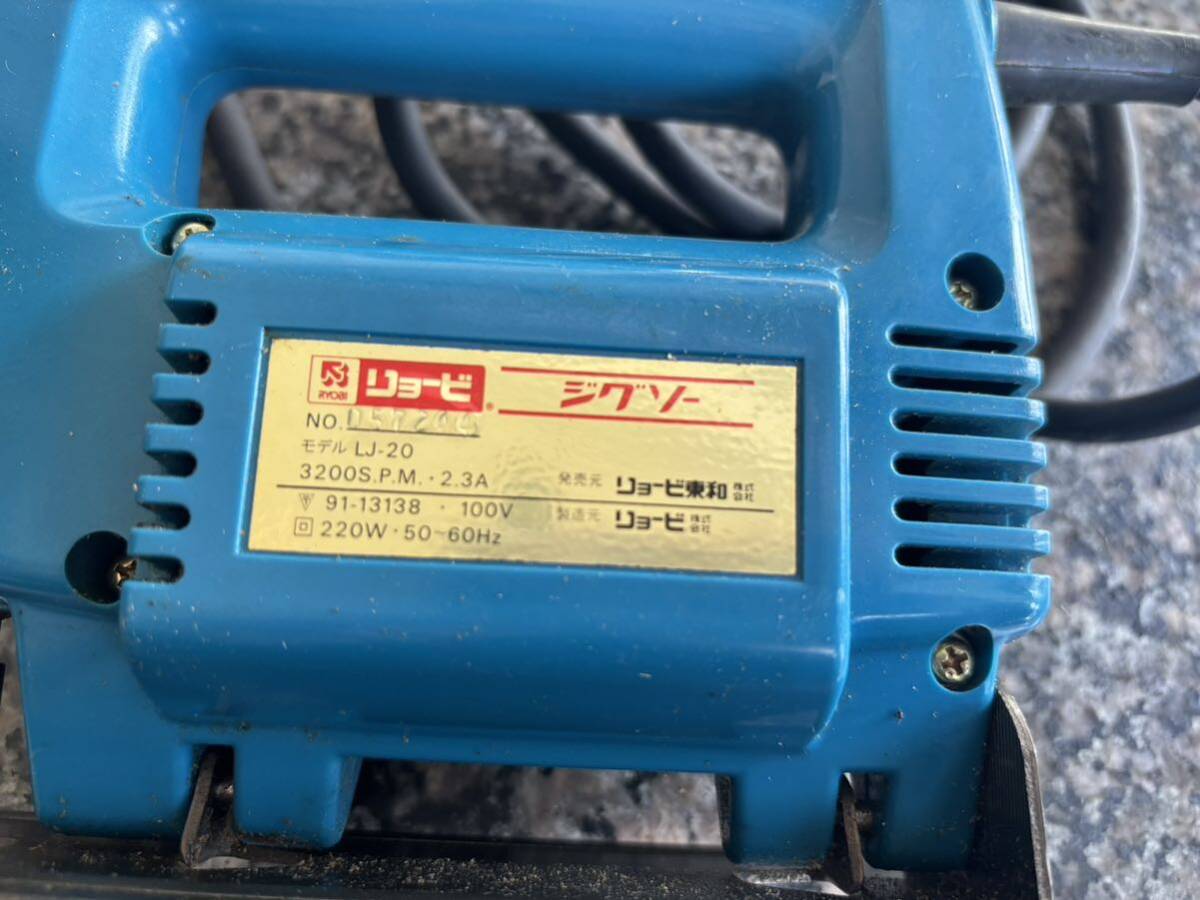 RYOBI リョービ ® ジグソー
NO.
モデル LJ-20
3200S.P.M.・2.3A
発売元 リョービ東和 株式会社
91-13138・100V
製造元 リョービ 株式会社
220W・50~60Hz